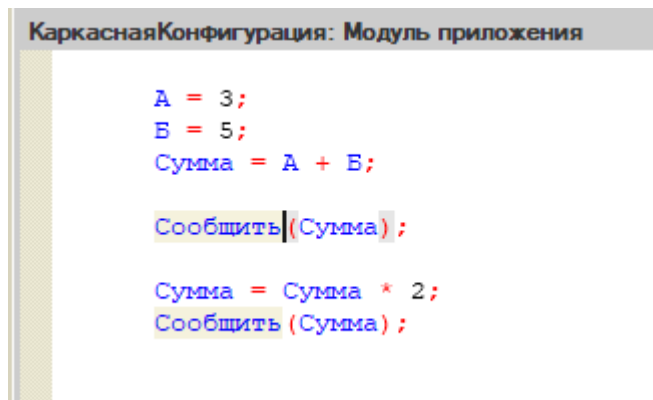 КаркаснаяКонфигурация: Модуль приложения
А = 3;
Б = 5;
Сумма = А + Б;
Сообщить(Сумма);
Сумма = Сумма * 2;
Сообщить(Сумма);